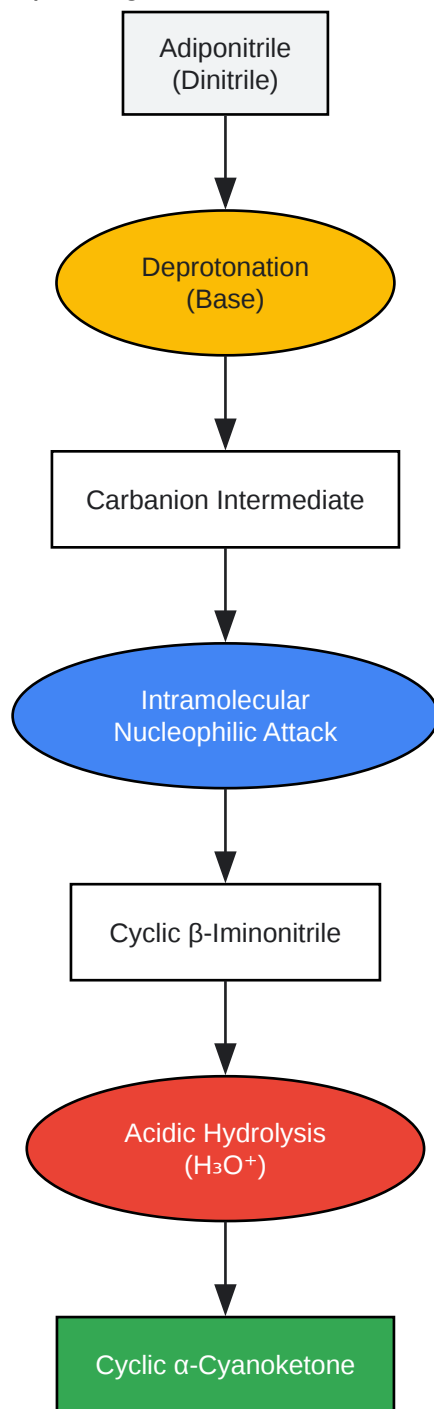 Adiponitrile
(Dinitrile)
Deprotonation
(Base)
Carbanion Intermediate
Intramolecular
Nucleophilic Attack
Cyclic β-Iminonitrile
Acidic Hydrolysis
(H₃O⁺)
Cyclic α-Cyanoketone